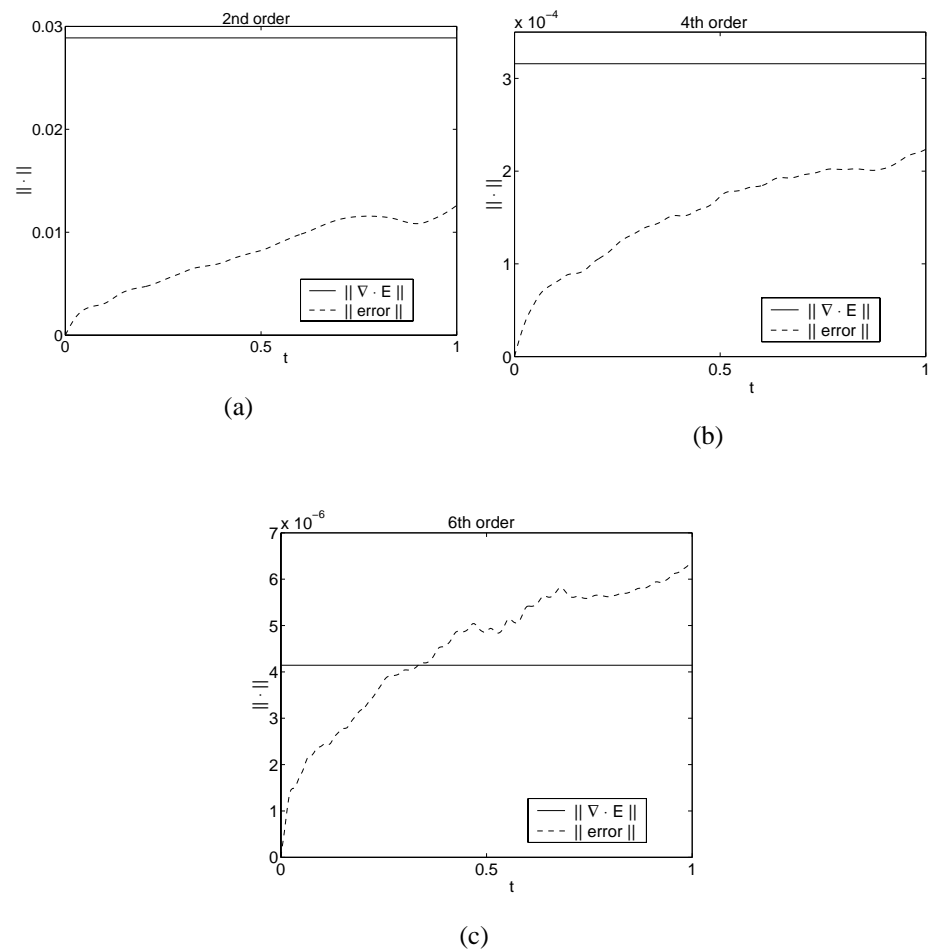 2nd order
0.03
0.02
0.01
0
|| · ||
0
0.5
1
t
|| ∇ · E ||
|| error ||
(a)
x 10⁻⁴
4th order
3
2
1
0
|| · ||
0
0.5
1
t
|| ∇ · E ||
|| error ||
(b)
x 10⁻⁶
6th order
7
6
5
4
3
2
1
0
|| · ||
0
0.5
1
t
|| ∇ · E ||
|| error ||
(c)